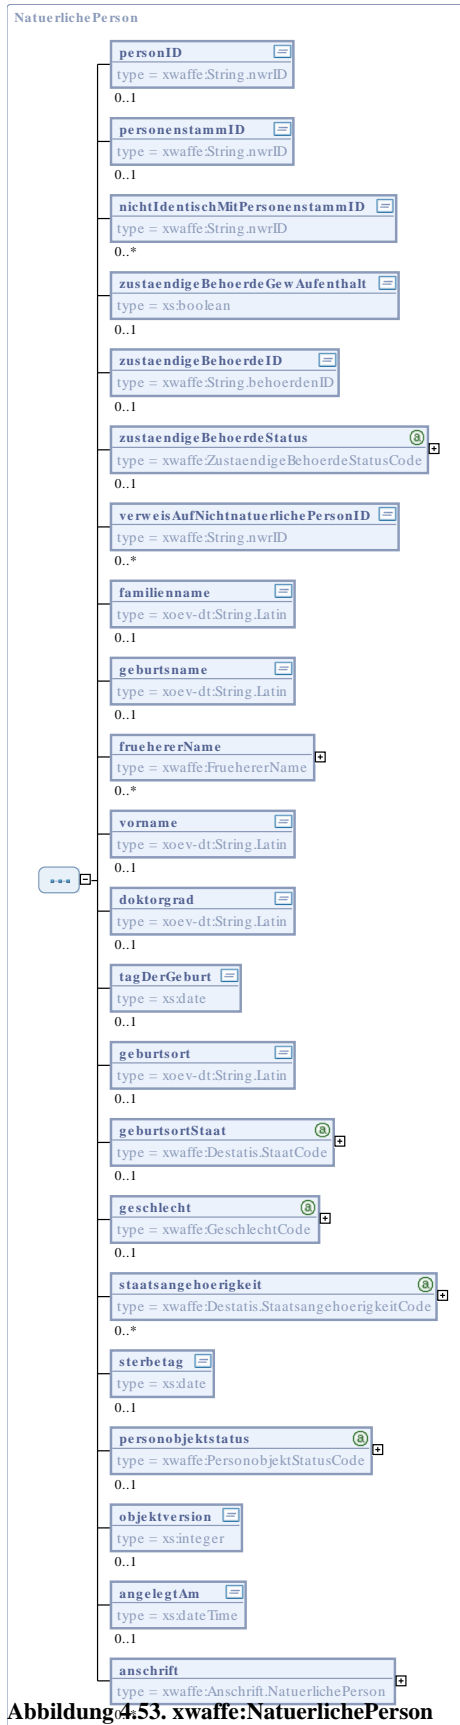 NatuerlichePerson
personID
type = xwaffe:String.nwrID
0..1
personenstammID
type = xwaffe:String.nwrID
0..1
nichtIdentischMitPersonenstammID
type = xwaffe:String.nwrID
0..*
zustaendigeBehoerdeGewAufenthalt
type = xs:boolean
0..1
zustaendigeBehoerdeID
type = xwaffe:String.behoerdenID
0..1
zustaendigeBehoerdeStatus
type = xwaffe:ZustaendigeBehoerdeStatusCode
0..1
verweisAufNichtnatuerlichePersonID
type = xwaffe:String.nwrID
0..*
familienname
type = xoev-dt:String.Latin
0..1
geburtsname
type = xoev-dt:String.Latin
0..1
fruehererName
type = xwaffe:FruehererName
0..*
vorname
type = xoev-dt:String.Latin
0..1
doktorgrad
type = xoev-dt:String.Latin
0..1
tagDerGeburt
type = xs:date
0..1
geburtsort
type = xoev-dt:String.Latin
0..1
geburtsortStaat
type = xwaffe:Destatis.StaatCode
0..1
geschlecht
type = xwaffe:GeschlechtCode
0..1
staatsangehoerigkeit
type = xwaffe:Destatis.StaatsangehoerigkeitCode
0..*
sterbetag
type = xs:date
0..1
personobjektstatus
type = xwaffe:PersonobjektStatusCode
0..1
objektversion
type = xs:integer
0..1
angelegtAm
type = xs:dateTime
0..1
anschrift
type = xwaffe:Anschrift.NatuerlichePerson
0..*
Abbildung 4.53. xwaffe:NatuerlichePerson